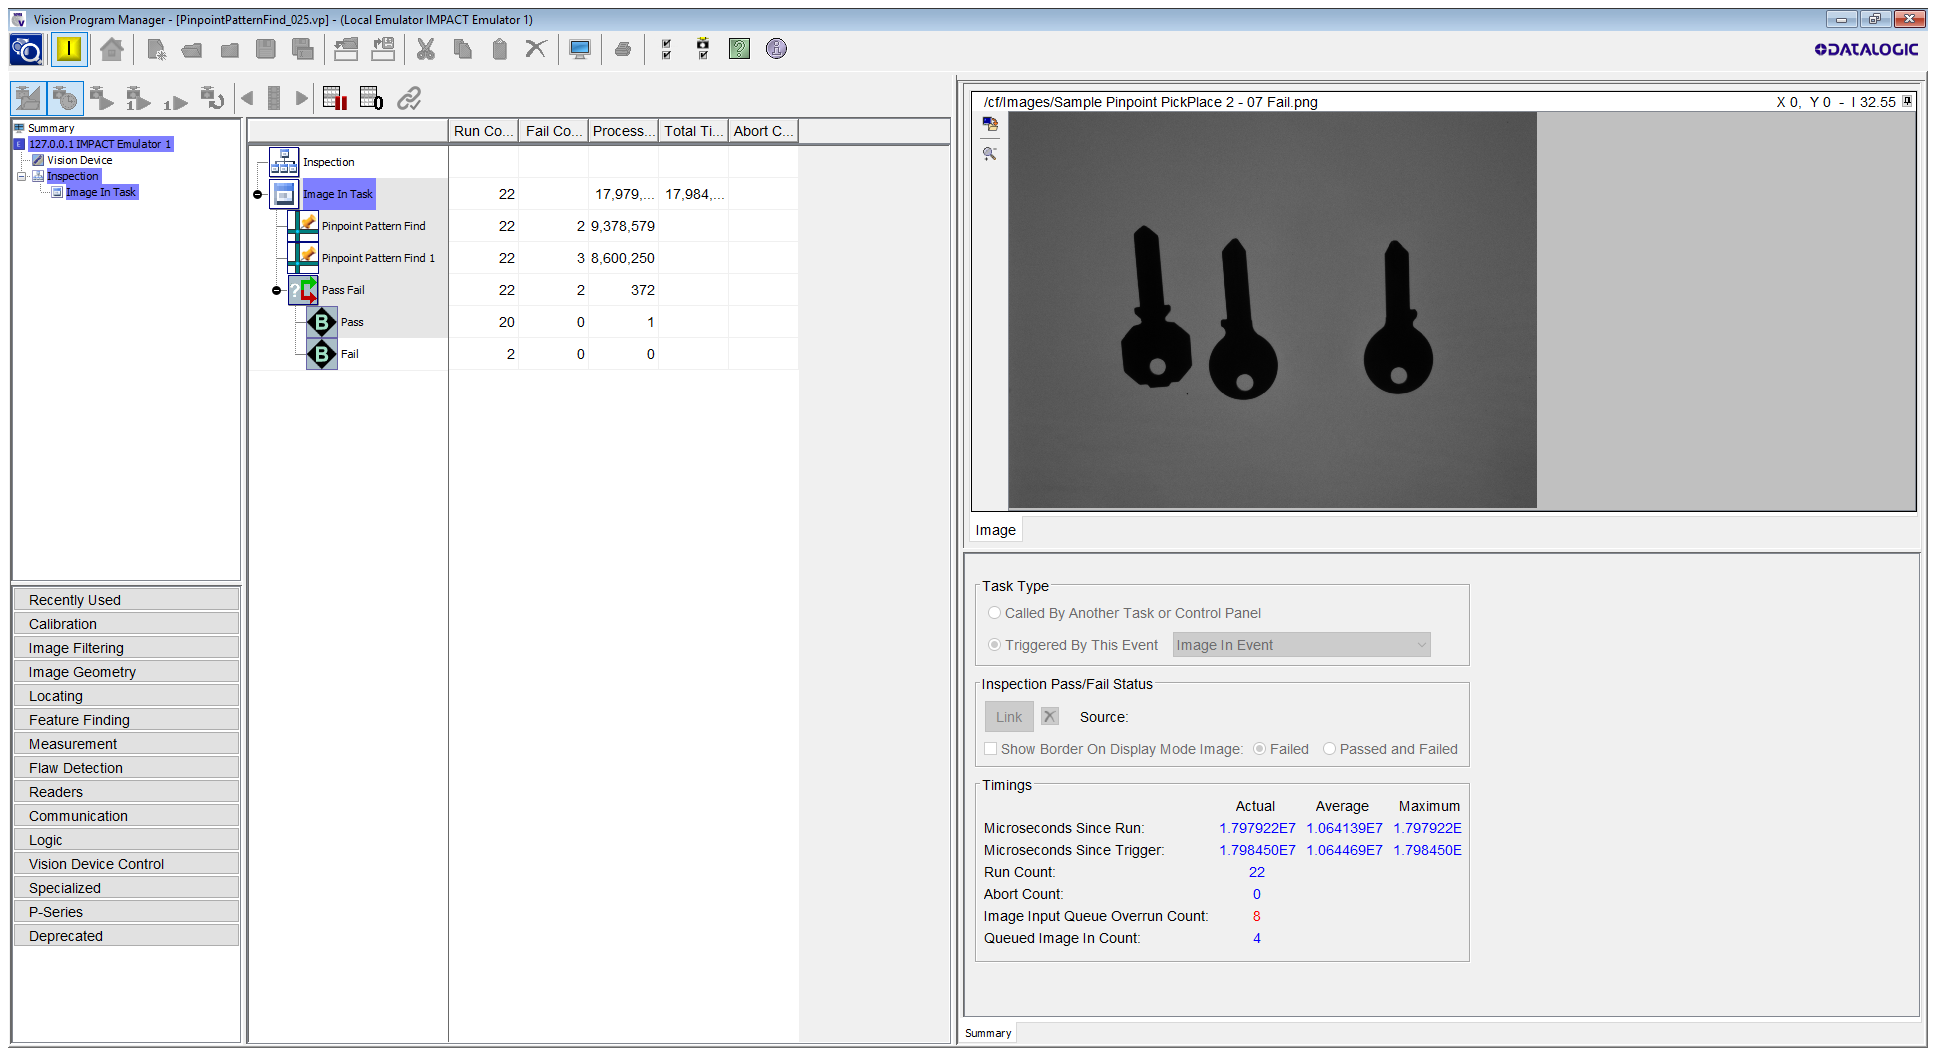 Vision Program Manager - [PinpointPatternFind_025.vp] - (Local Emulator IMPACT Emulator 1)
DATALOGIC
Summary
127.0.0.1 IMPACT Emulator 1
Vision Device
Inspection
Image In Task
Recently Used
Calibration
Image Filtering
Image Geometry
Locating
Feature Finding
Measurement
Flaw Detection
Readers
Communication
Logic
Vision Device Control
Specialized
P-Series
Deprecated
Run Co... Fail Co... Process... Total Ti... Abort C...
Inspection
Image In Task 22 17,979,... 17,984,...
Pinpoint Pattern Find 22 2 9,378,579
Pinpoint Pattern Find 1 22 3 8,600,250
Pass Fail 22 2 372
B Pass 20 0 1
B Fail 2 0 0
/cf/Images/Sample Pinpoint PickPlace 2 - 07 Fail.png X 0, Y 0 - I 32.55
Image
Task Type
Called By Another Task or Control Panel
Triggered By This Event Image In Event
Inspection Pass/Fail Status
Link Source:
Show Border On Display Mode Image: Failed Passed and Failed
Timings
Actual Average Maximum
Microseconds Since Run: 1.797922E7 1.064139E7 1.797922E
Microseconds Since Trigger: 1.798450E7 1.064469E7 1.798450E
Run Count: 22
Abort Count: 0
Image Input Queue Overrun Count: 8
Queued Image In Count: 4
Summary